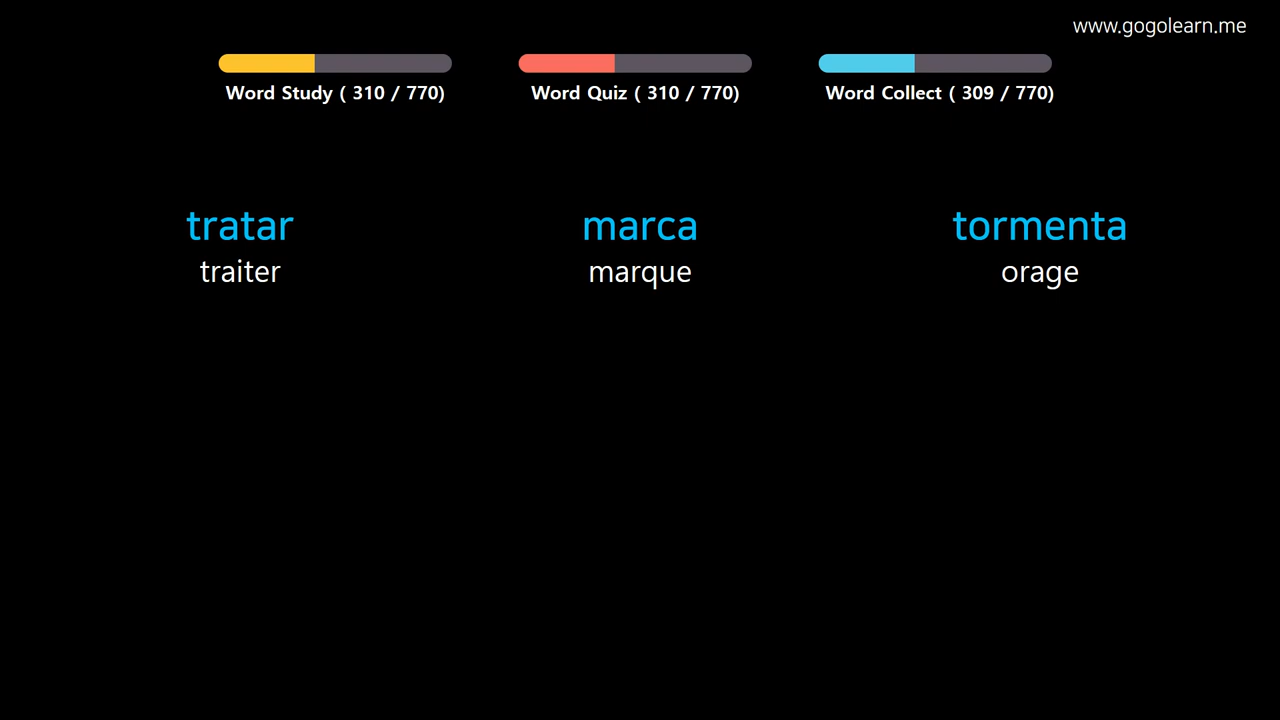 www.gogolearn.me
Word Study ( 310 / 770)
Word Quiz ( 310 / 770)
Word Collect ( 309 / 770)
tratar
traiter
marca
marque
tormenta
orage